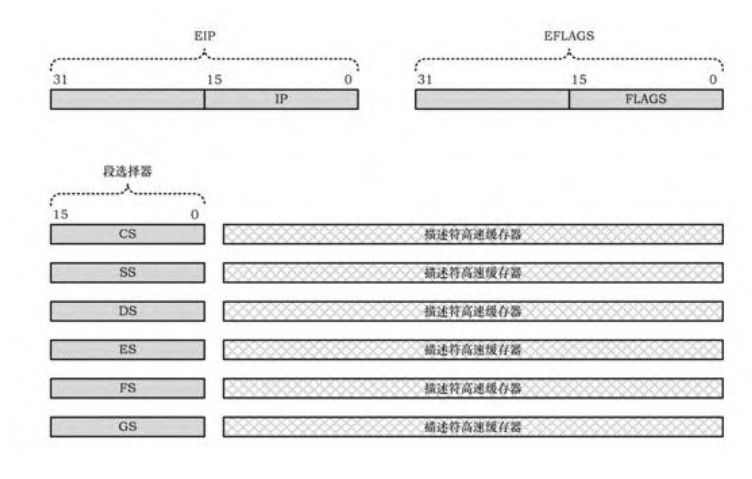 EIP
EFLAGS
31 15 0
31 15 0
IP
FLAGS
段选择器
15 0
CS 描述符高速缓存器
SS 描述符高速缓存器
DS 描述符高速缓存器
ES 描述符高速缓存器
FS 描述符高速缓存器
GS 描述符高速缓存器